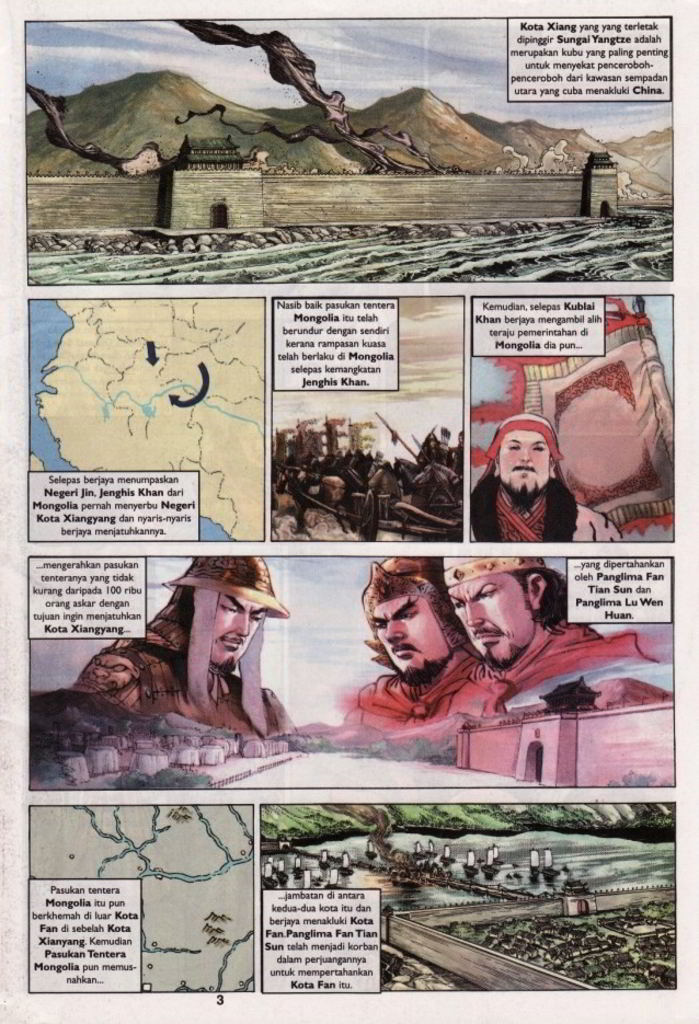 Kota Xiang yang yang terletak
dipinggir Sungai Yangtze adalah
merupakan kubu yang paling penting
untuk menyekat penceroboh-
penceroboh dari kawasan sempadan
utara yang cuba menakluki China.
Selepas berjaya menumpaskan
Negeri Jin, Jenghis Khan dari
Mongolia pernah menyerbu Negeri
Kota Xiangyang dan nyaris-nyaris
berjaya menjatuhkannya.
Nasib baik pasukan tentera
Mongolia itu telah
berundur dengan sendiri
kerana rampasan kuasa
telah berlaku di Mongolia
selepas kemangkatan
Jenghis Khan.
Kemudian, selepas Kublai
Khan berjaya mengambil alih
teraju pemerintahan di
Mongolia dia pun...
...mengerahkan pasukan
tenteranya yang tidak
kurang daripada 100 ribu
orang askar dengan
tujuan ingin menjatuhkan
Kota Xiangyang...
...yang dipertahankan
oleh Panglima Fan
Tian Sun dan
Panglima Lu Wen
Huan.
Pasukan tentera
Mongolia itu pun
berkhemah di luar Kota
Fan di sebelah Kota
Xianyang. Kemudian
Pasukan Tentera
Mongolia pun memus-
nahkan...
...jambatan di antara
kedua-dua kota itu dan
berjaya menakluki Kota
Fan.Panglima Fan Tian
Sun telah menjadi korban
dalam perjuangannya
untuk mempertahankan
Kota Fan itu.
3